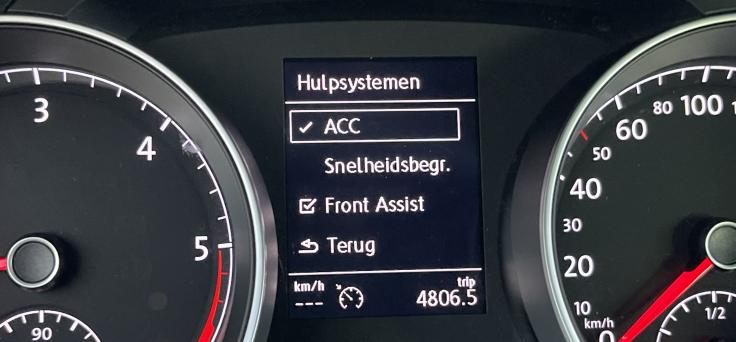 Hulpsystemen
✓ ACC
Snelheidsbegr.
☑ Front Assist
Terug
km/h
---
trip
4806.5
3
4
5
90
100
80
60
50
40
30
20
10
km/h
0
1/2